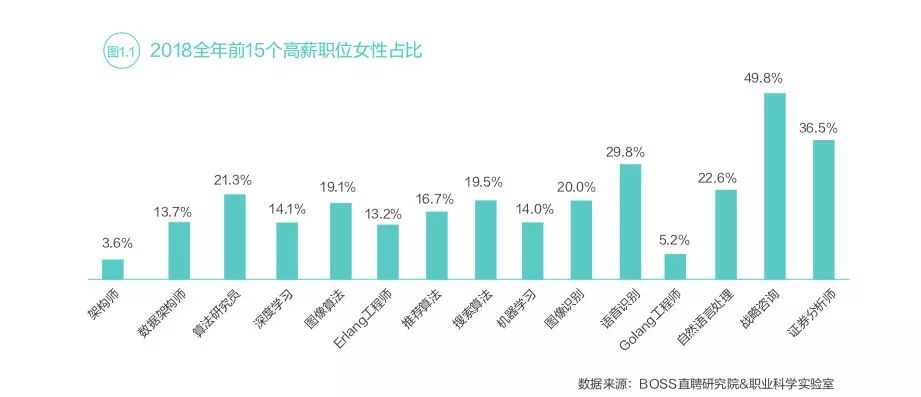 图1.1 2018全年前15个高薪职位女性占比
3.6%
13.7%
21.3%
14.1%
19.1%
13.2%
16.7%
19.5%
14.0%
20.0%
29.8%
5.2%
22.6%
49.8%
36.5%
架构师
数据架构师
算法研究员
深度学习
图像算法
Erlang工程师
推荐算法
搜索算法
机器学习
图像识别
语音识别
Golang工程师
自然语言处理
战略咨询
证券分析师
数据来源：BOSS直聘研究院&职业科学实验室